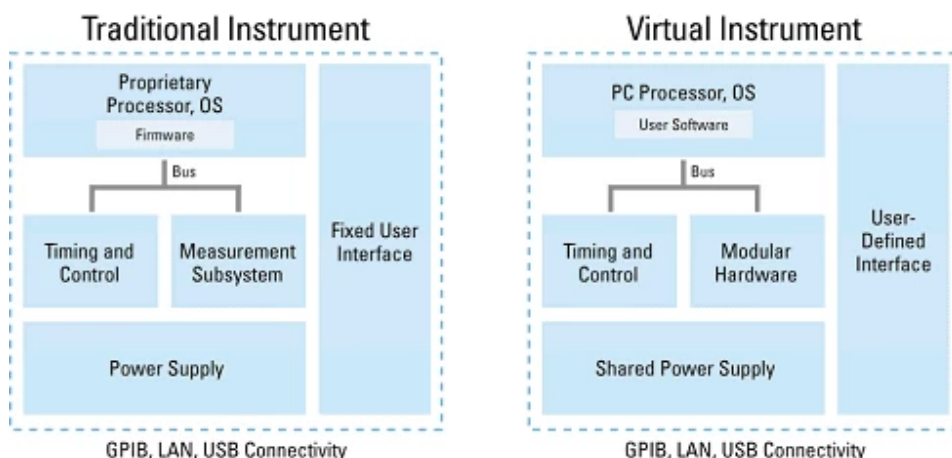 Traditional Instrument
Proprietary
Processor, OS
Firmware
Bus
Timing and
Control
Measurement
Subsystem
Fixed User
Interface
Power Supply
GPIB, LAN, USB Connectivity
Virtual Instrument
PC Processor, OS
User Software
Bus
Timing and
Control
Modular
Hardware
User-
Defined
Interface
Shared Power Supply
GPIB, LAN, USB Connectivity